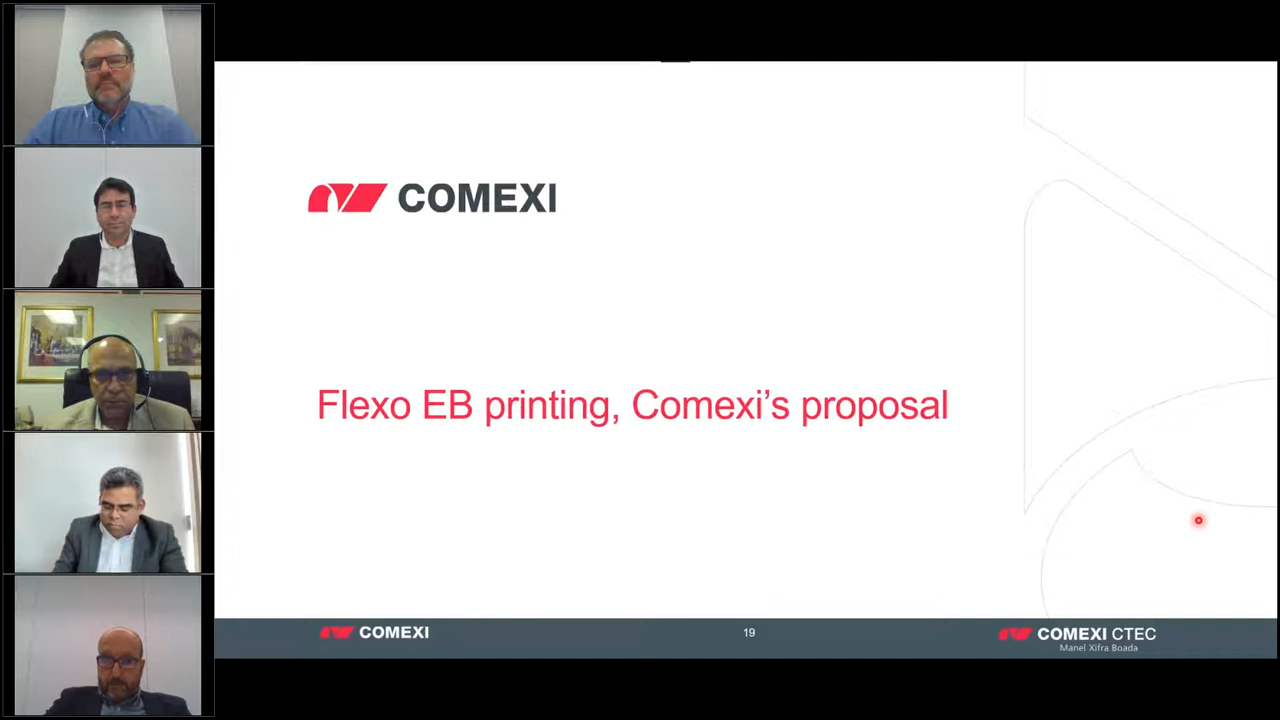 COMEXI
Flexo EB printing, Comexi's proposal
COMEXI
19
COMEXI CTEC
Manel Xifra Boada